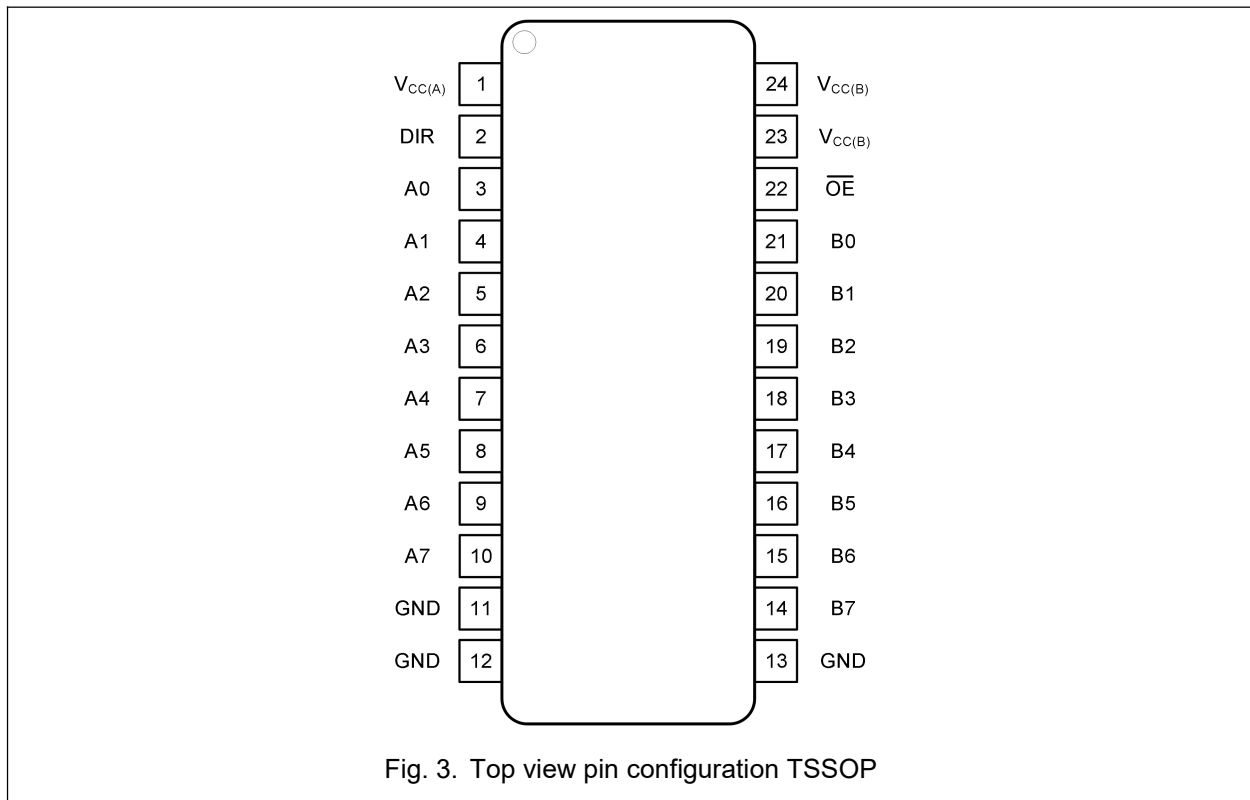 VCC(A) 1 24 VCC(B)
DIR 2 23 VCC(B)
A0 3 22 O̅E̅
A1 4 21 B0
A2 5 20 B1
A3 6 19 B2
A4 7 18 B3
A5 8 17 B4
A6 9 16 B5
A7 10 15 B6
GND 11 14 B7
GND 12 13 GND
Fig. 3. Top view pin configuration TSSOP